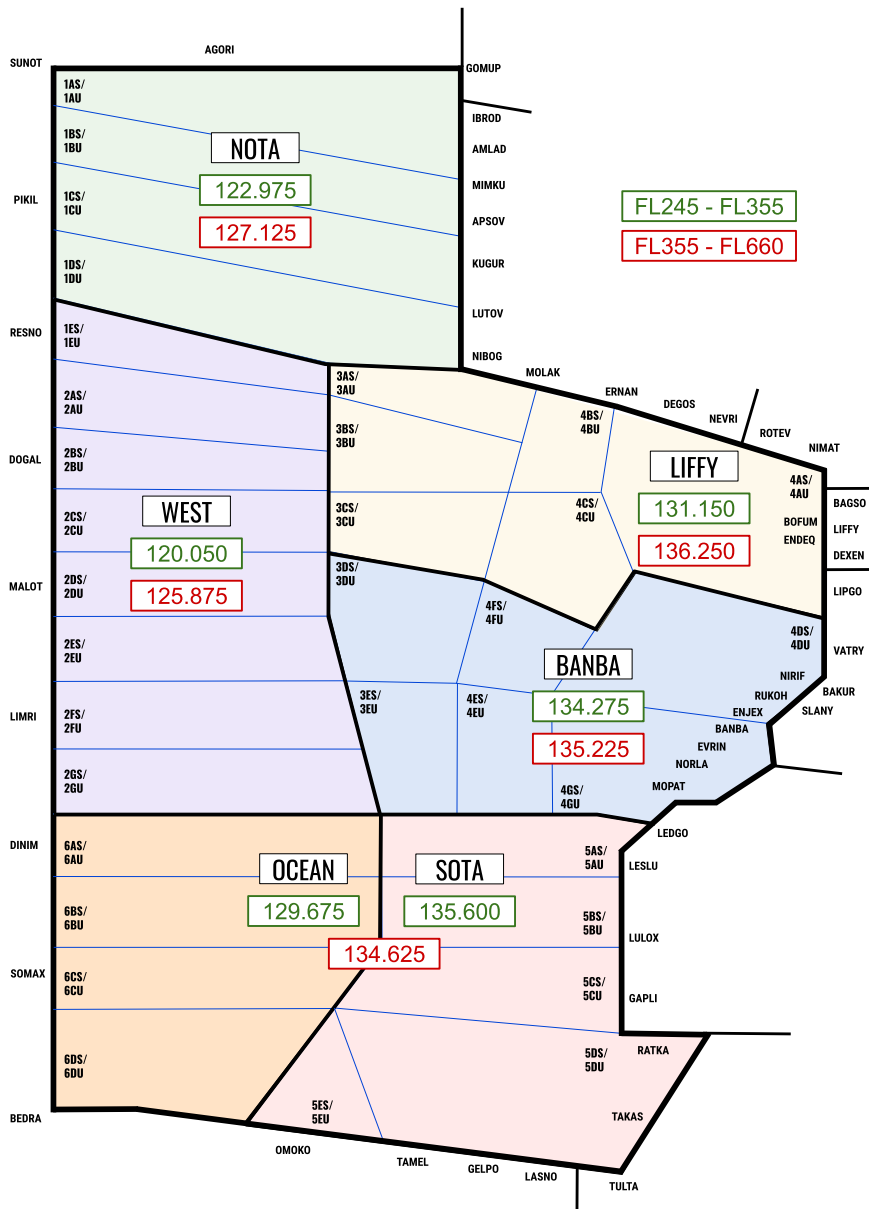 AGORI
SUNOT
GOMUP
1AS/
1AU
IBROD
1BS/
1BU
NOTA
AMLAD
122.975
MIMKU
PIKIL
1CS/
1CU
127.125
APSOV
FL245 - FL355
FL355 - FL660
KUGUR
1DS/
1DU
LUTOV
RESNO
1ES/
1EU
NIBOG
MOLAK
3AS/
3AU
ERNAN
2AS/
2AU
DEGOS
4BS/
4BU
NEVRI
3BS/
3BU
ROTEV
NIMAT
DOGAL
2BS/
2BU
LIFFY
4AS/
4AU
WEST
3CS/
3CU
4CS/
4CU
131.150
BAGSO
2CS/
2CU
BOFUM
LIFFY
ENDEQ
120.050
136.250
DEXEN
MALOT
2DS/
2DU
125.875
3DS/
3DU
LIPGO
4FS/
4FU
4DS/
4DU
2ES/
2EU
VATRY
BANBA
NIRIF
3ES/
3EU
4ES/
4EU
134.275
RUKOH
BAKUR
LIMRI
2FS/
2FU
ENJEX
SLANY
BANBA
135.225
EVRIN
NORLA
2GS/
2GU
4GS/
4GU
MOPAT
DINIM
6AS/
6AU
LEDGO
OCEAN
SOTA
5AS/
5AU
LESLU
6BS/
6BU
129.675
135.600
5BS/
5BU
LULOX
134.625
SOMAX
6CS/
6CU
5CS/
5CU
GAPLI
6DS/
6DU
5DS/
5DU
RATKA
BEDRA
5ES/
5EU
TAKAS
OMOKO
TAMEL
GELPO
LASNO
TULTA